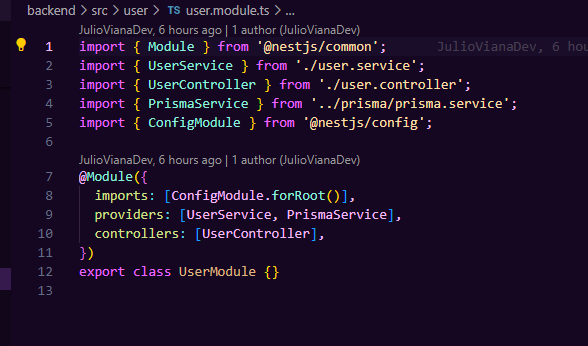 backend > src > user > TS user.module.ts > ...
JulioVianaDev, 6 hours ago | 1 author (JulioVianaDev)
1 import { Module } from '@nestjs/common'; JulioVianaDev, 6 hou
2 import { UserService } from './user.service';
3 import { UserController } from './user.controller';
4 import { PrismaService } from '../prisma/prisma.service';
5 import { ConfigModule } from '@nestjs/config';
6
JulioVianaDev, 6 hours ago | 1 author (JulioVianaDev)
7 @Module({
8   imports: [ConfigModule.forRoot()],
9   providers: [UserService, PrismaService],
10   controllers: [UserController],
11 })
12 export class UserModule {}
13